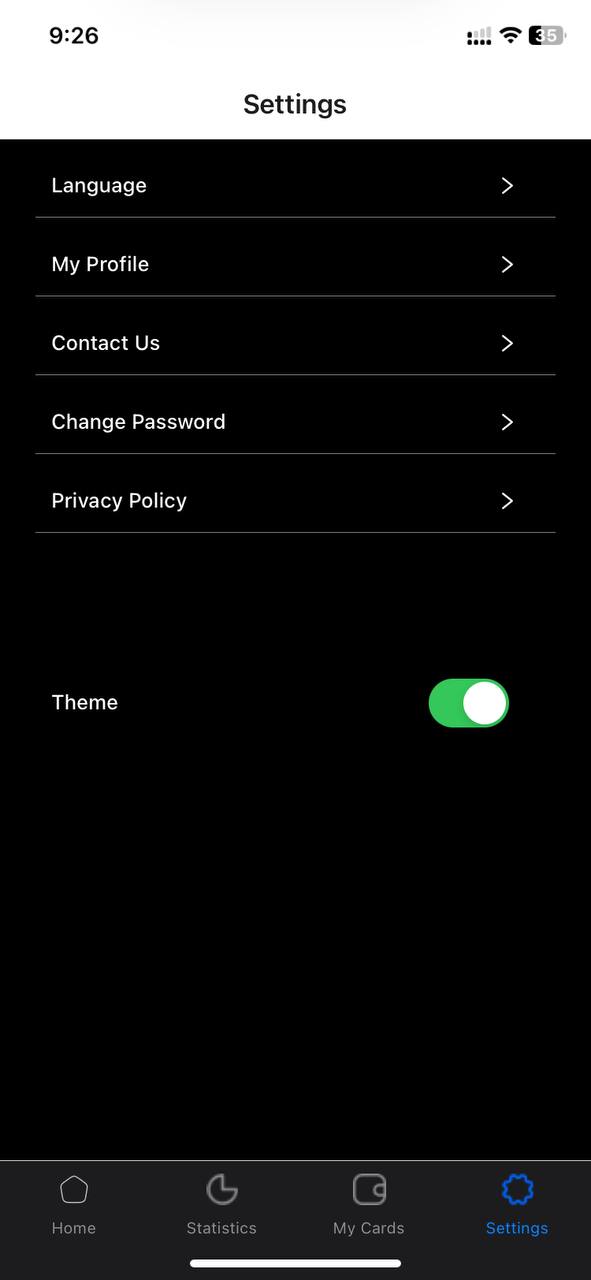 9:26
35
Settings
Language
My Profile
Contact Us
Change Password
Privacy Policy
Theme
Home
Statistics
My Cards
Settings